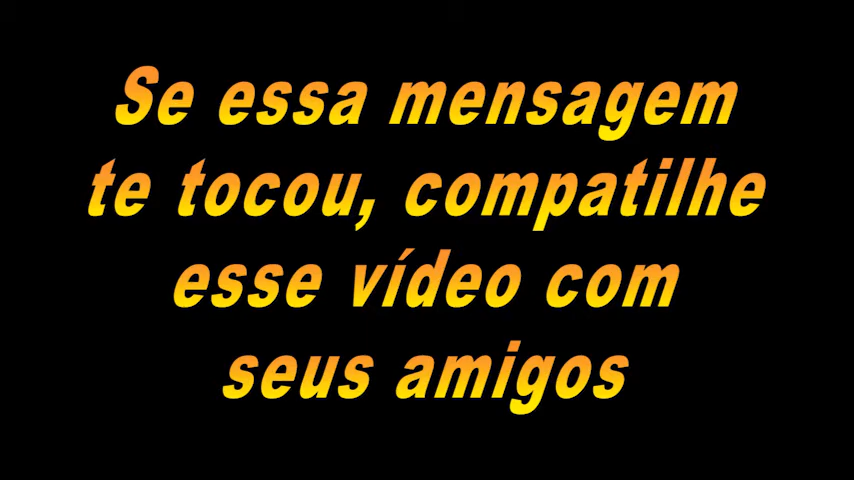 Se essa mensagem
te tocou, compatilhe
esse vídeo com
seus amigos